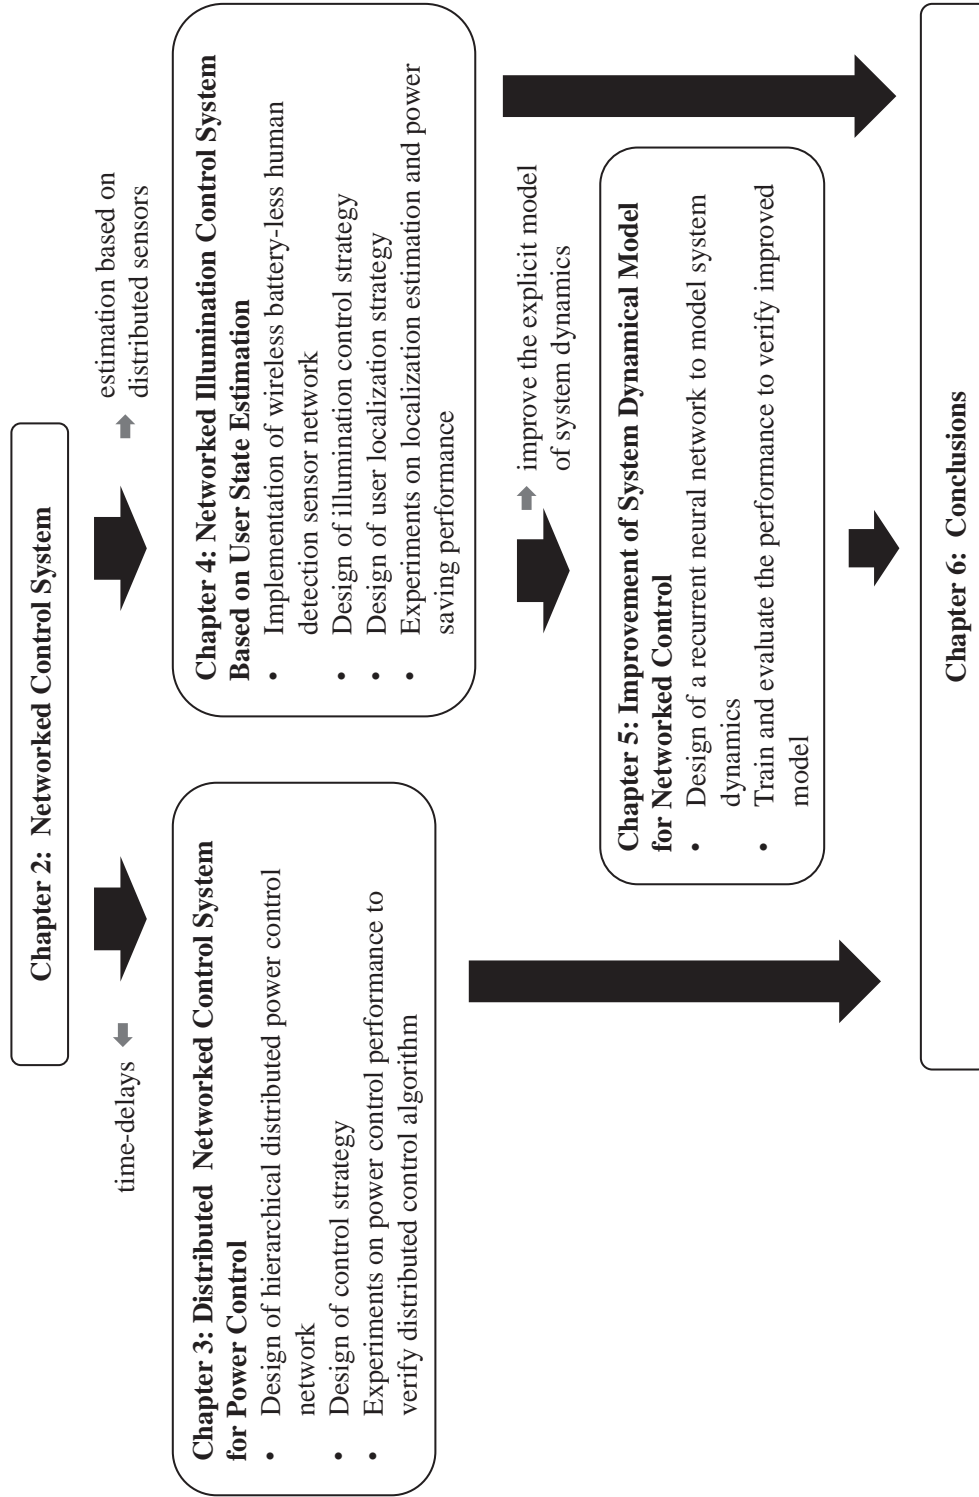 Chapter 2: Networked Control System
time-delays
estimation based on
distributed sensors
Chapter 3: Distributed Networked Control System
for Power Control
• Design of hierarchical distributed power control
network
• Design of control strategy
• Experiments on power control performance to
verify distributed control algorithm
Chapter 4: Networked Illumination Control System
Based on User State Estimation
• Implementation of wireless battery-less human
detection sensor network
• Design of illumination control strategy
• Design of user localization strategy
• Experiments on localization estimation and power
saving performance
improve the explicit model
of system dynamics
Chapter 5: Improvement of System Dynamical Model
for Networked Control
• Design of a recurrent neural network to model system
dynamics
• Train and evaluate the performance to verify improved
model
Chapter 6: Conclusions